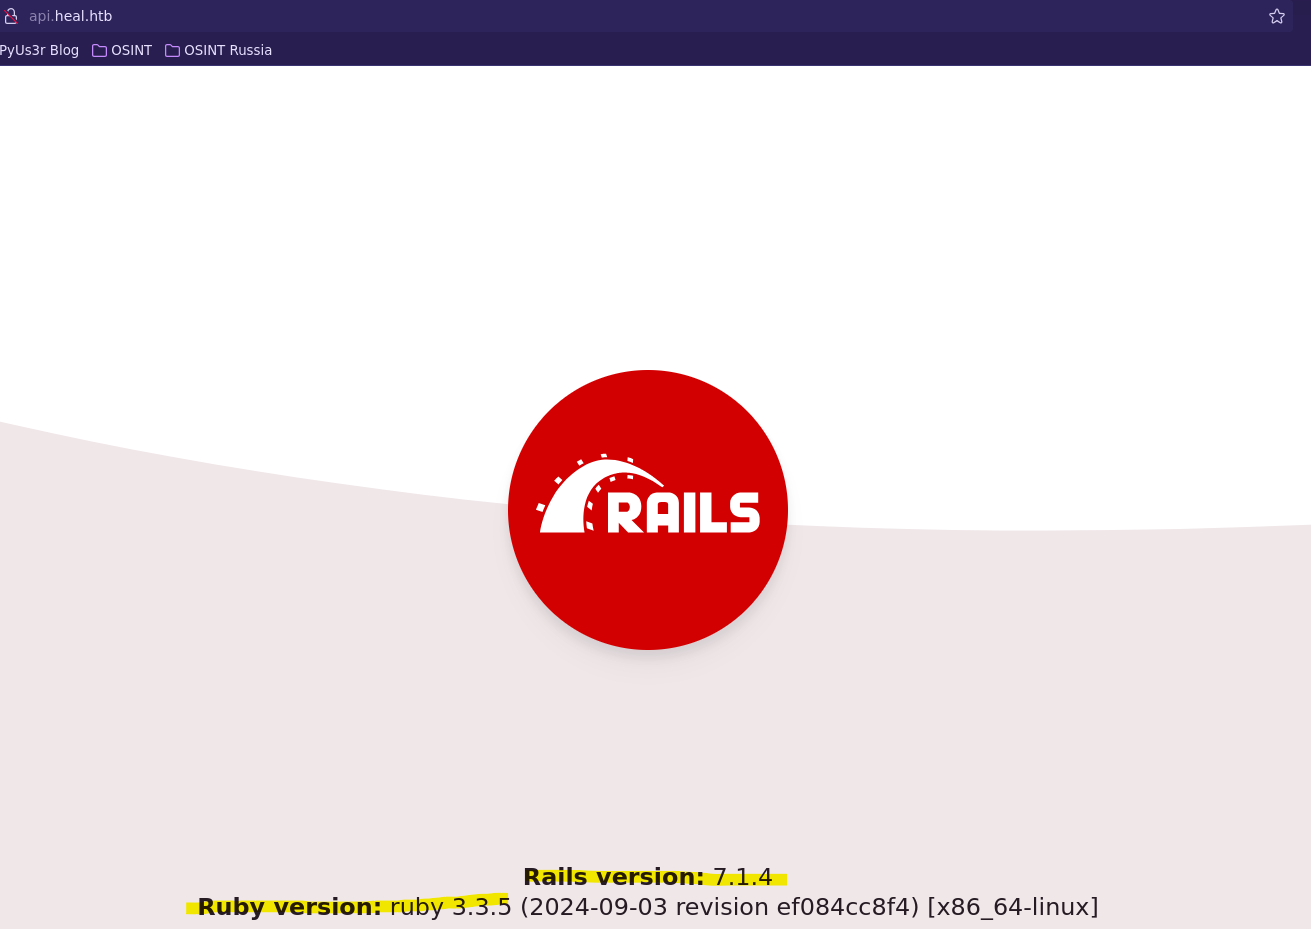 api.heal.htb
PyUs3r Blog OSINT OSINT Russia
RAILS
Rails version: 7.1.4
Ruby version: ruby 3.3.5 (2024-09-03 revision ef084cc8f4) [x86_64-linux]